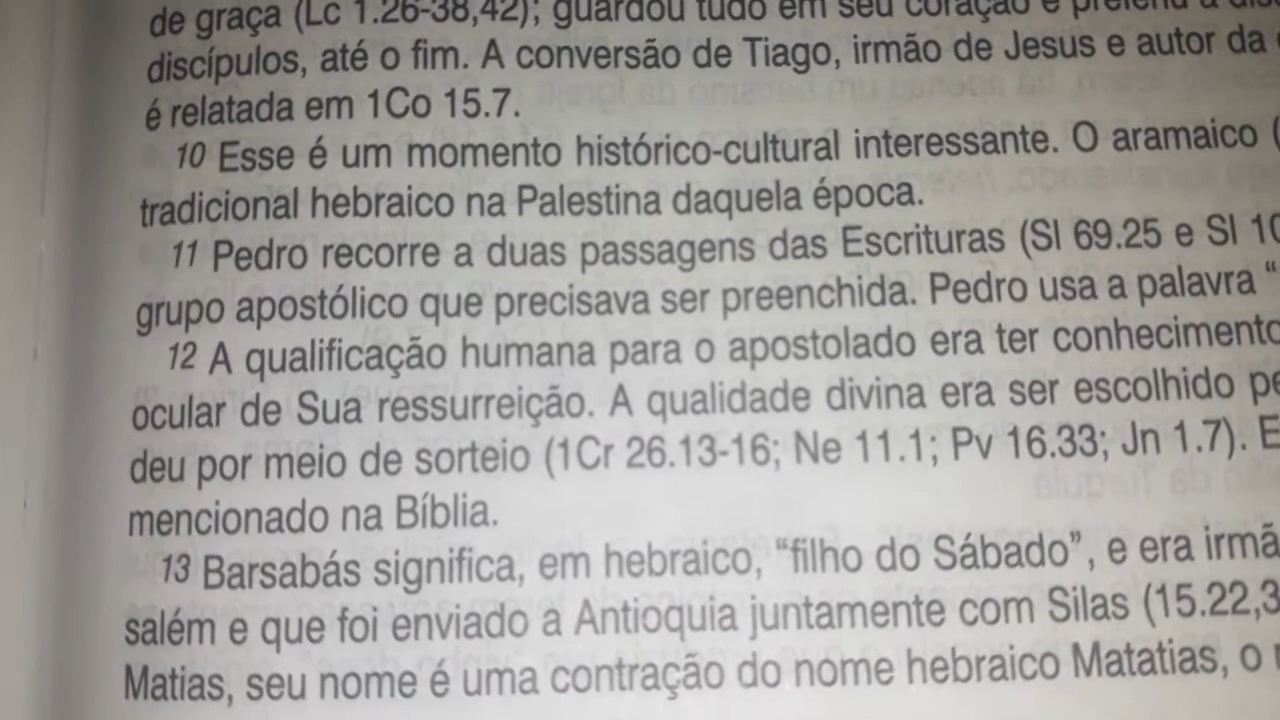 de graça (Lc 1.26-38,42); guardou tudo em seu coração e
discípulos, até o fim. A conversão de Tiago, irmão de Jesus e autor da
é relatada em 1Co 15.7.
10 Esse é um momento histórico-cultural interessante. O aramaico (
tradicional hebraico na Palestina daquela época.
11 Pedro recorre a duas passagens das Escrituras (Sl 69.25 e Sl 10
grupo apostólico que precisava ser preenchida. Pedro usa a palavra “
12 A qualificação humana para o apostolado era ter conhecimento
ocular de Sua ressurreição. A qualidade divina era ser escolhido pe
deu por meio de sorteio (1Cr 26.13-16; Ne 11.1; Pv 16.33; Jn 1.7). E
mencionado na Bíblia.
13 Barsabás significa, em hebraico, “filho do Sábado”, e era irmã
salém e que foi enviado a Antioquia juntamente com Silas (15.22,3
Matias, seu nome é uma contração do nome hebraico Matatias, o